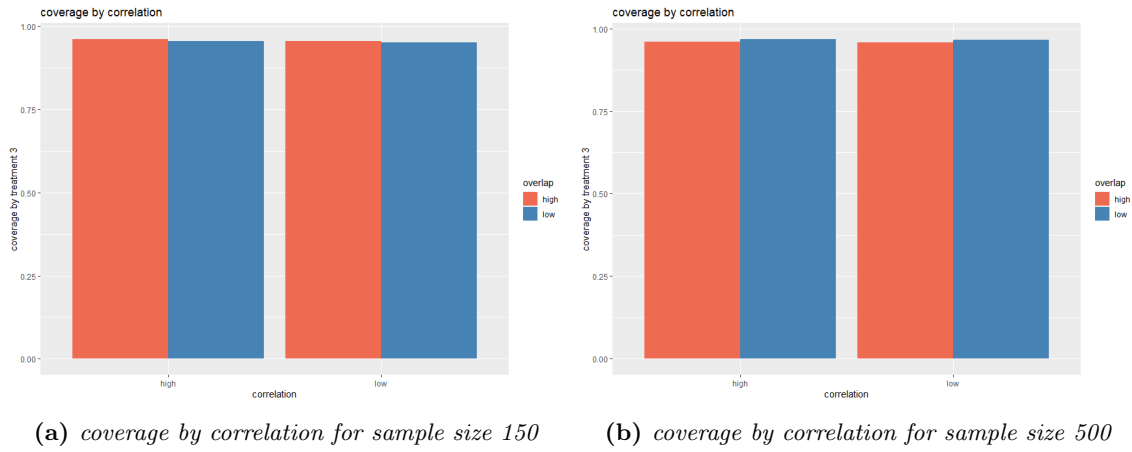 coverage by correlation
1.00
0.75
0.50
0.25
0.00
coverage by treatment 3
high
low
correlation
overlap
high
low
coverage by correlation
1.00
0.75
0.50
0.25
0.00
coverage by treatment 3
high
low
correlation
overlap
high
low
(a) coverage by correlation for sample size 150
(b) coverage by correlation for sample size 500